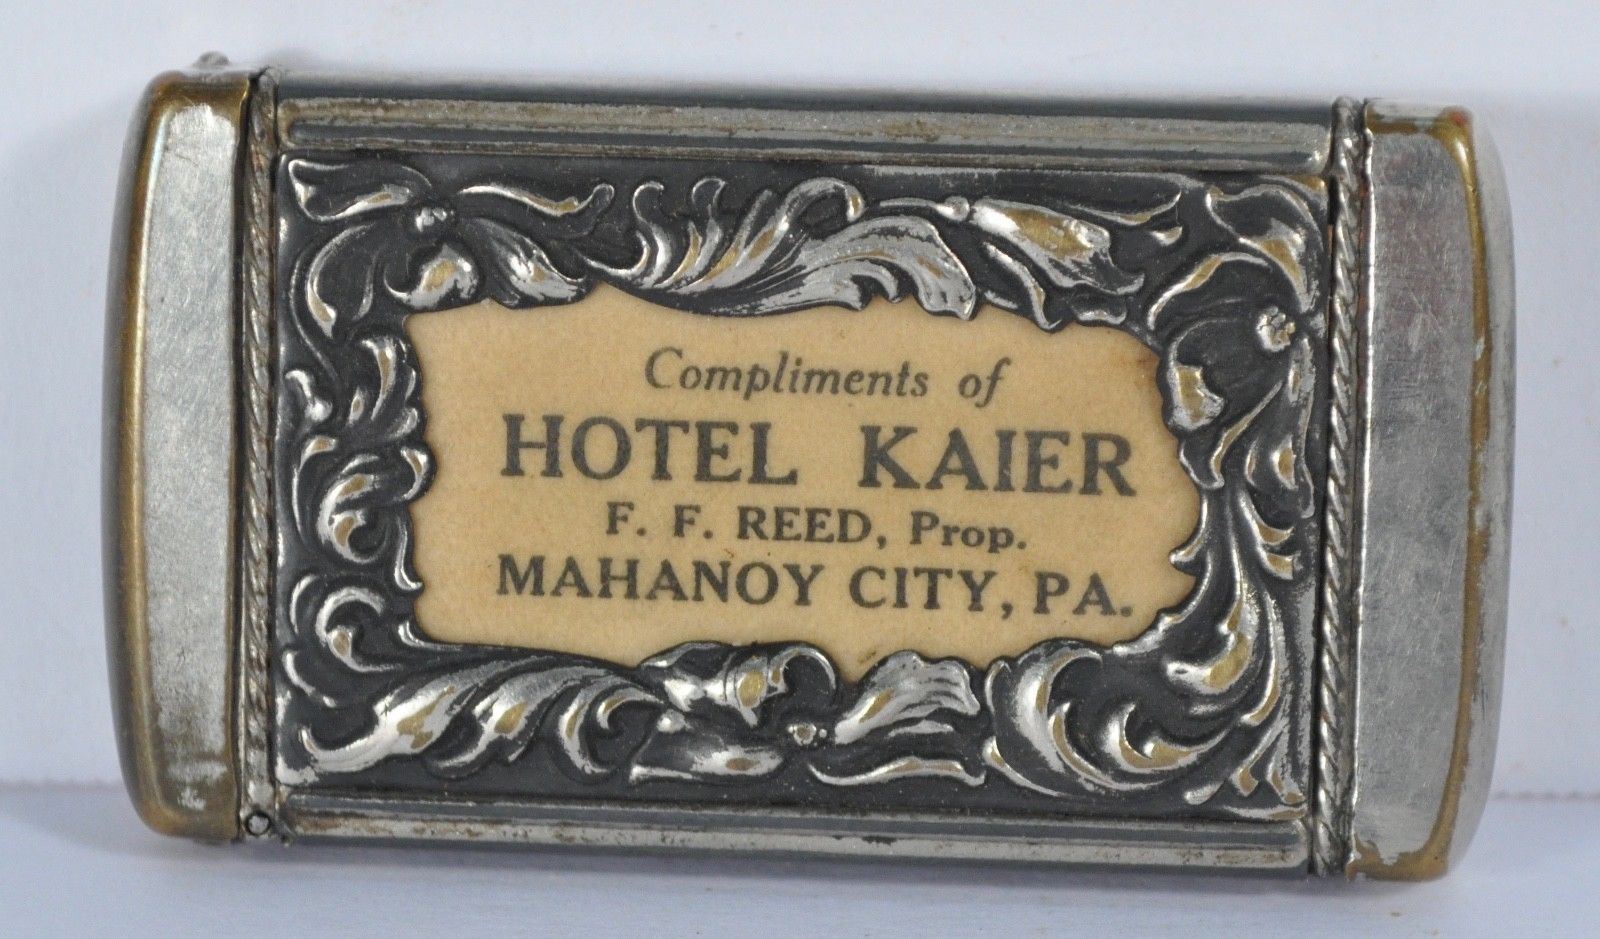 Compliments of
HOTEL KAIER
F. F. REED, Prop.
MAHANOY CITY, PA.